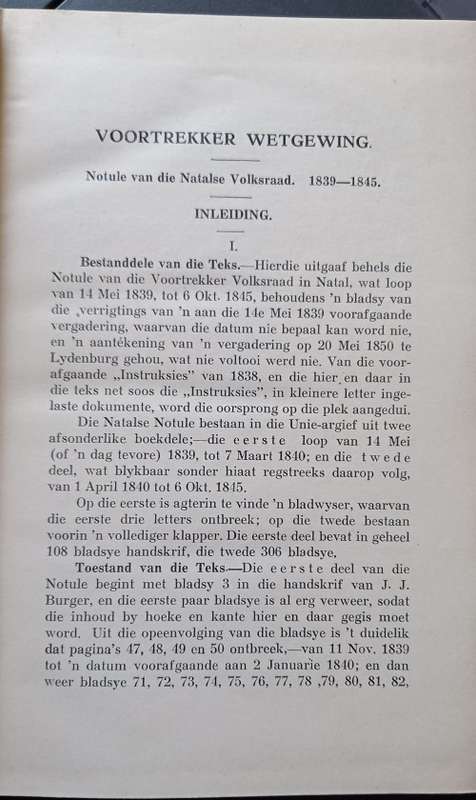 VOORTREKKER WETGEWING.
Notule van die Natalse Volksraad. 1839—1845.
INLEIDING.
I.
Bestanddele van die Teks.—Hierdie uitgaaf behels die
Notule van die Voortrekker Volksraad in Natal, wat loop
van 14 Mei 1839, tot 6 Okt. 1845, behoudens 'n bladsy van
die verrigtings van 'n aan die 14e Mei 1839 voorafgaande
vergadering, waarvan die datum nie bepaal kan word nie,
en 'n aantékening van 'n vergadering op 20 Mei 1850 te
Lydenburg gehou, wat nie voltooi werd nie. Van die voor-
afgaande „Instruksies” van 1838, en die hier en daar in
die teks net soos die „Instruksies”, in kleinere letter inge-
laste dokumente, word die oorsprong op die plek aangedui.
Die Natalse Notule bestaan in die Unie-argief uit twee
afsonderlike boekdele;—die eerste loop van 14 Mei
(of 'n dag tevore) 1839, tot 7 Maart 1840; en die twede
deel, wat blykbaar sonder hiaat regstreeks daarop volg,
van 1 April 1840 tot 6 Okt. 1845.
Op die eerste is agterin te vinde 'n bladwyser, waarvan
die eerste drie letters ontbreek; op die twede bestaan
voorin 'n vollediger klapper. Die eerste deel bevat in geheel
108 bladsye handskrif, die twede 306 bladsye.
Toestand van die Teks.—Die eerste deel van die
Notule begint met bladsy 3 in die handskrif van J. J.
Burger, en die eerste paar bladsye is al erg verweer, sodat
die inhoud by hoeke en kante hier en daar gegis moet
word. Uit die opeenvolging van die bladsye is 't duidelik
dat pagina's 47, 48, 49 en 50 ontbreek,—van 11 Nov. 1839
tot 'n datum voorafgaande aan 2 Januarie 1840; en dan
weer bladsye 71, 72, 73, 74, 75, 76, 77, 78 ,79, 80, 81, 82,